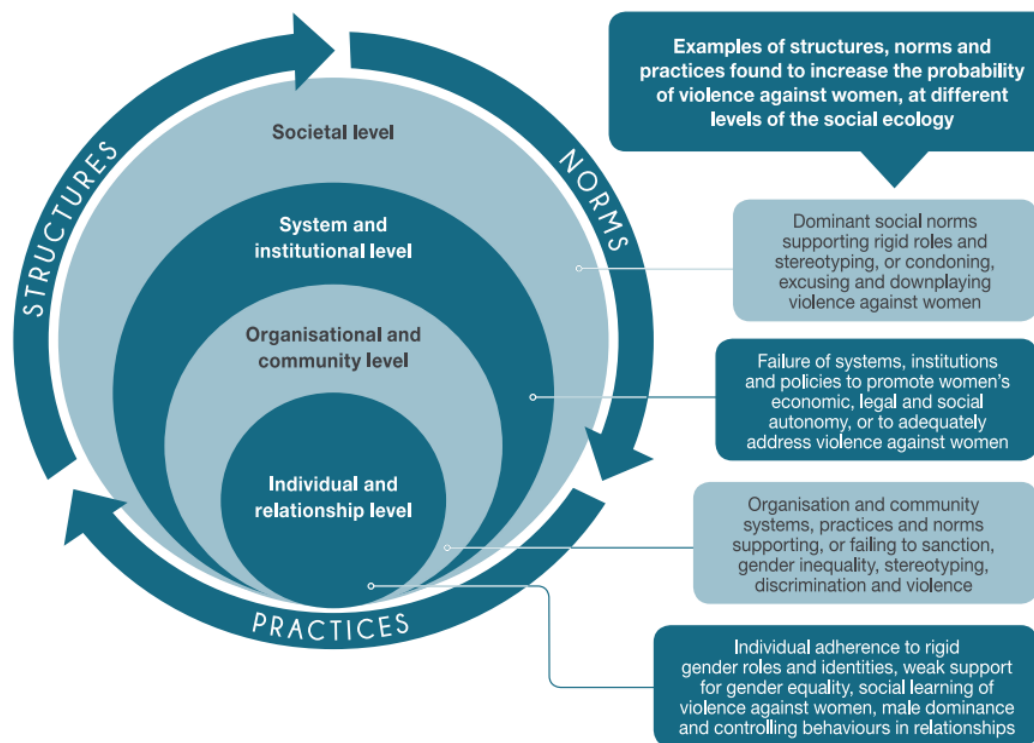 Examples of structures, norms and
practices found to increase the probability
of violence against women, at different
levels of the social ecology
STRUCTURES
NORMS
PRACTICES
Societal level
System and
institutional level
Organisational and
community level
Individual and
relationship level
Dominant social norms
supporting rigid roles and
stereotyping, or condoning,
excusing and downplaying
violence against women
Failure of systems, institutions
and policies to promote women’s
economic, legal and social
autonomy, or to adequately
address violence against women
Organisation and community
systems, practices and norms
supporting, or failing to sanction,
gender inequality, stereotyping,
discrimination and violence
Individual adherence to rigid
gender roles and identities, weak support
for gender equality, social learning of
violence against women, male dominance
and controlling behaviours in relationships